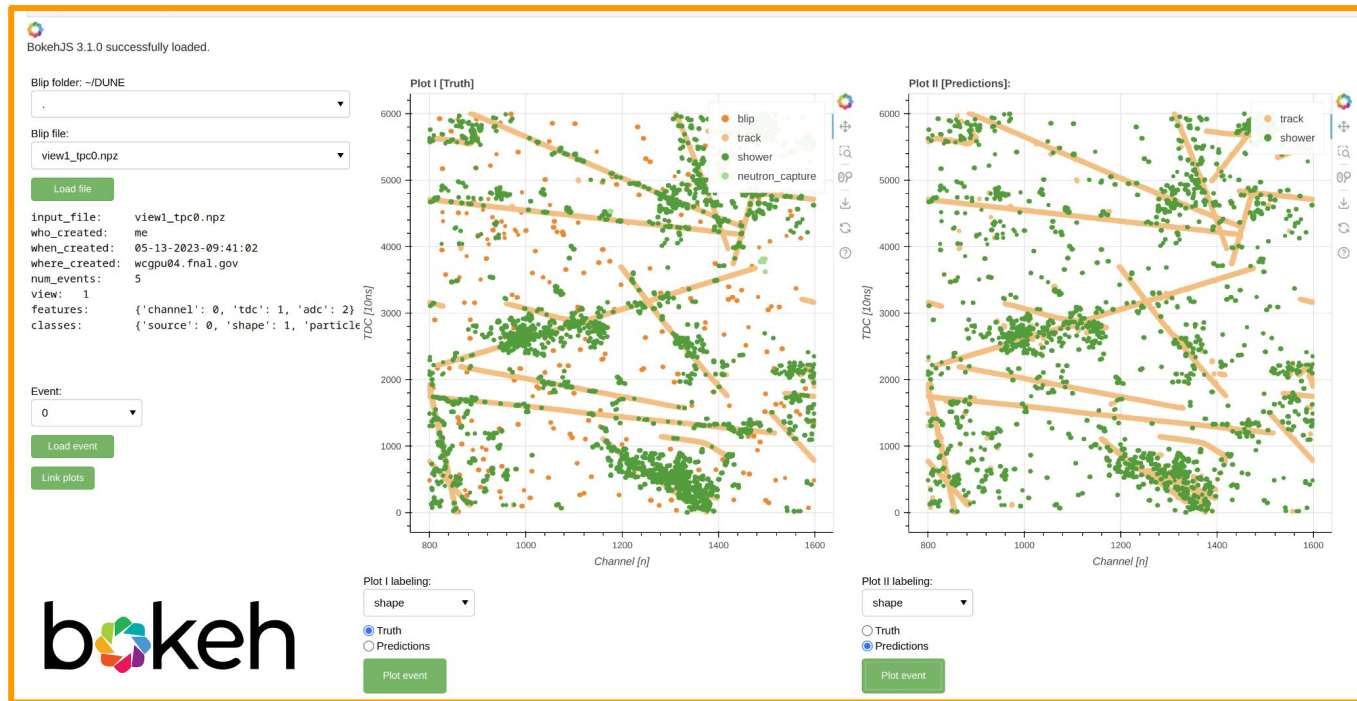 BokehJS 3.1.0 successfully loaded.
Blip folder: ~/DUNE
.
Blip file:
view1_tpc0.npz
Load file
input_file: view1_tpc0.npz
who_created: me
when_created: 05-13-2023-09:41:02
where_created: wcgpu04.fnal.gov
num_events: 5
view: 1
features: {'channel': 0, 'tdc': 1, 'adc': 2}
classes: {'source': 0, 'shape': 1, 'particle
Event:
0
Load event
Link plots
bokeh
Plot I [Truth]
blip
track
shower
neutron_capture
6000
5000
4000
3000
2000
1000
0
TDC [10ns]
800
1000
1200
1400
1600
Channel [n]
Plot I labeling:
shape
Truth
Predictions
Plot event
Plot II [Predictions]:
track
shower
6000
5000
4000
3000
2000
1000
0
TDC [10ns]
800
1000
1200
1400
1600
Channel [n]
Plot II labeling:
shape
Truth
Predictions
Plot event